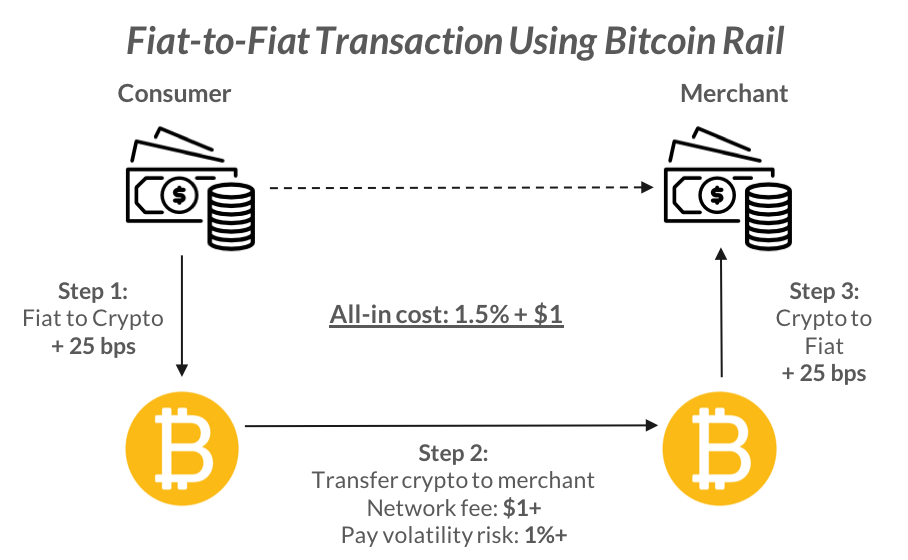 Fiat-to-Fiat Transaction Using Bitcoin Rail
Consumer
Merchant
$
$
Step 1:
Fiat to Crypto
+ 25 bps
All-in cost: 1.5% + $1
Step 3:
Crypto to
Fiat
+ 25 bps
Step 2:
Transfer crypto to merchant
Network fee: $1+
Pay volatility risk: 1%+